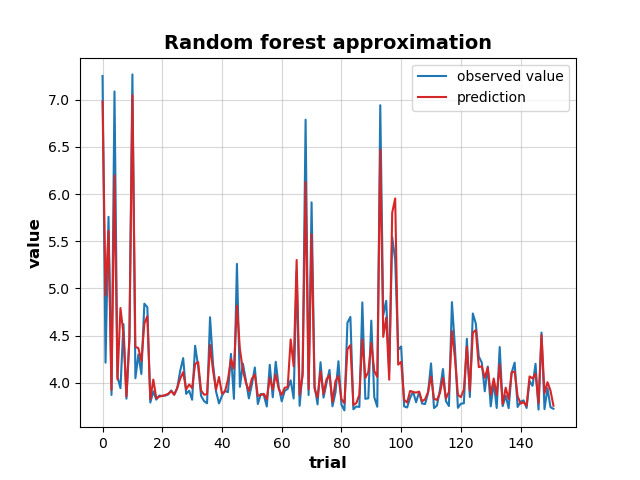 Random forest approximation
observed value
prediction
value
7.0
6.5
6.0
5.5
5.0
4.5
4.0
0 20 40 60 80 100 120 140
trial